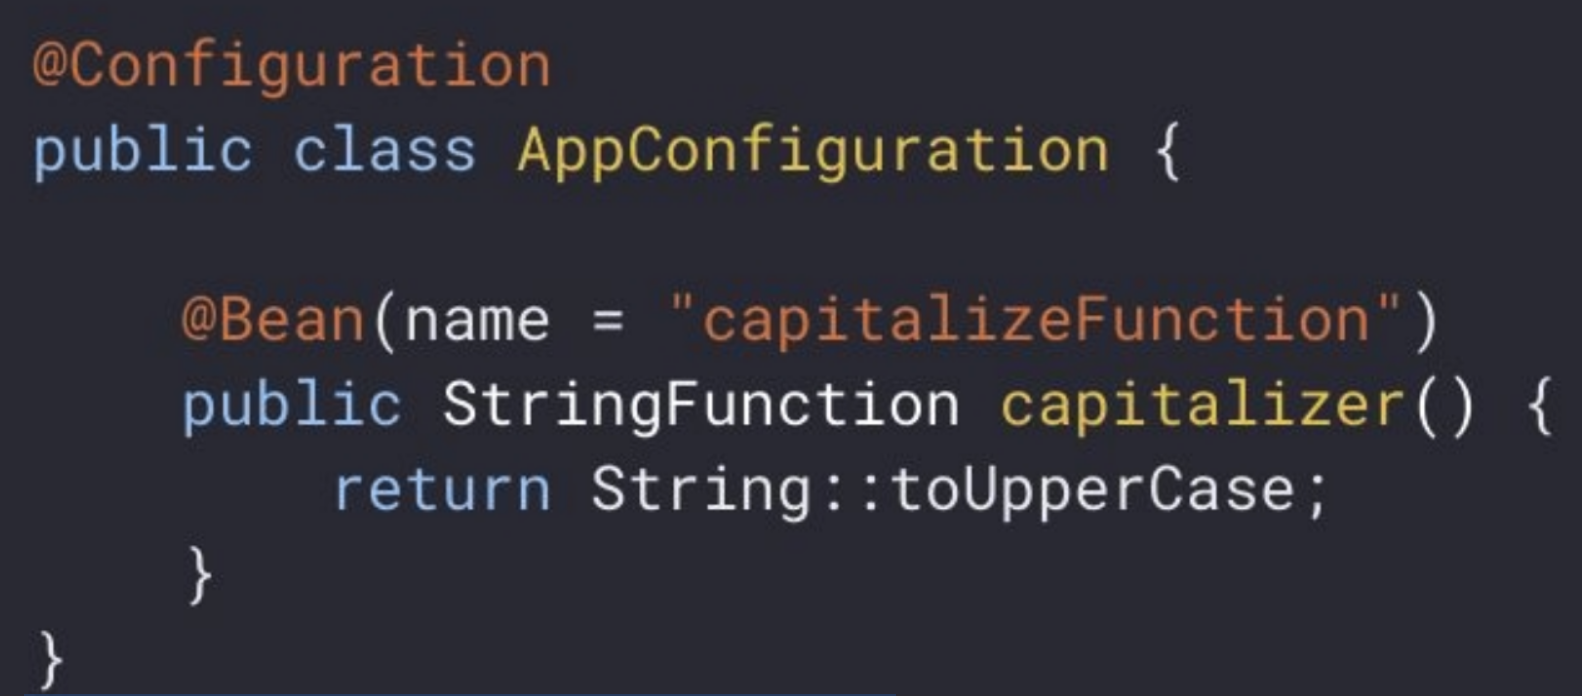 @Configuration
public class AppConfiguration {
@Bean(name = "capitalizeFunction")
public StringFunction capitalizer() {
return String::toUpperCase;
}
}